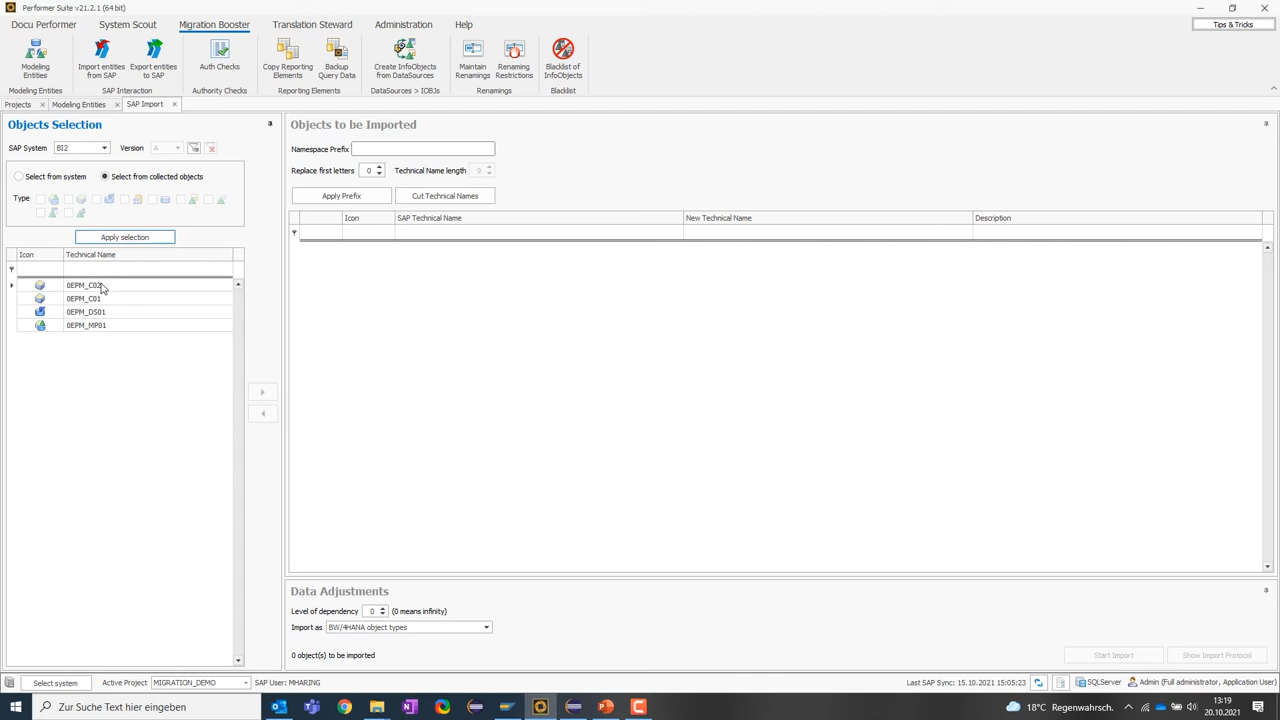 Performer Suite v21.2.1 (64 bit)
Docu Performer System Scout Migration Booster Translation Steward Administration Help Tips & Tricks
Modeling Entities
Import entities from SAP
Export entities to SAP
Auth Checks
Copy Reporting Elements
Backup Query Data
Create InfoObjects from DataSources
Maintain Renamings
Renaming Restrictions
Blacklist of InfoObjects
Modeling Entities SAP Interaction Authority Checks Reporting Elements DataSources > IOBJs Renamings Blacklist
Projects Modeling Entities SAP Import
Objects Selection
SAP System BI2 Version A
Select from system Select from collected objects
Type
Apply selection
Icon Technical Name
0EPM_C02
0EPM_C01
0EPM_DS01
0EPM_MP01
Objects to be Imported
Namespace Prefix
Replace first letters 0 Technical Name length 9
Apply Prefix Cut Technical Names
Icon SAP Technical Name New Technical Name Description
Data Adjustments
Level of dependency 0 (0 means infinity)
Import as BW/4HANA object types
0 object(s) to be imported Start Import Show Import Protocol
Select system Active Project MIGRATION_DEMO SAP User: MHARING Last SAP Sync: 15.10.2021 15:05:23 SQLServer Admin (Full administrator, Application User)
Zur Suche Text hier eingeben 18°C Regenwahrsch. 13:19
20.10.2021